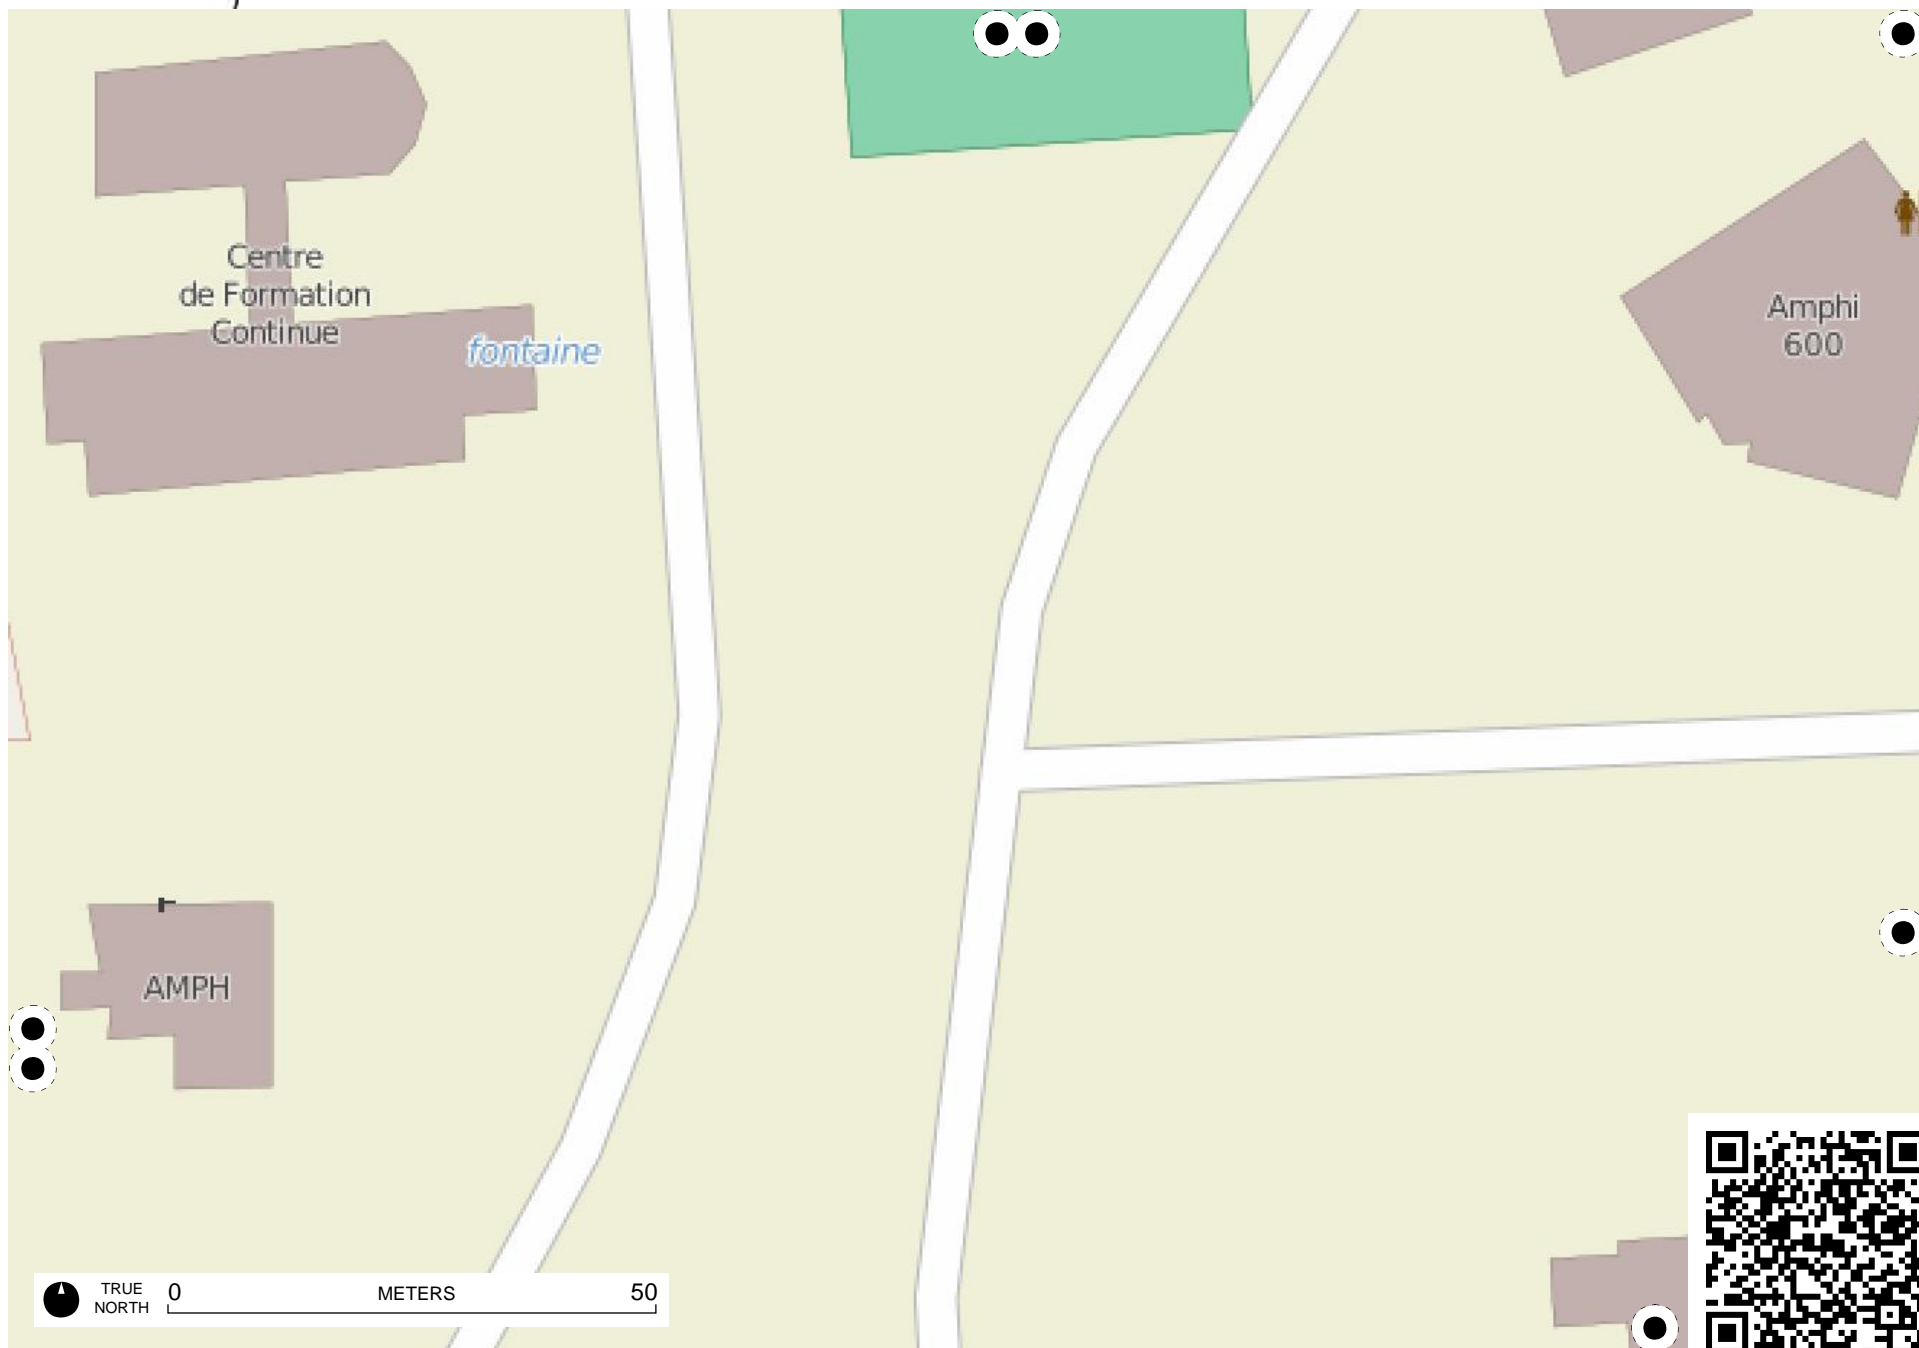 Centre
de Formation
Continue
fontaine
Amphi
600
AMPH
TRUE
NORTH
0 METERS 50